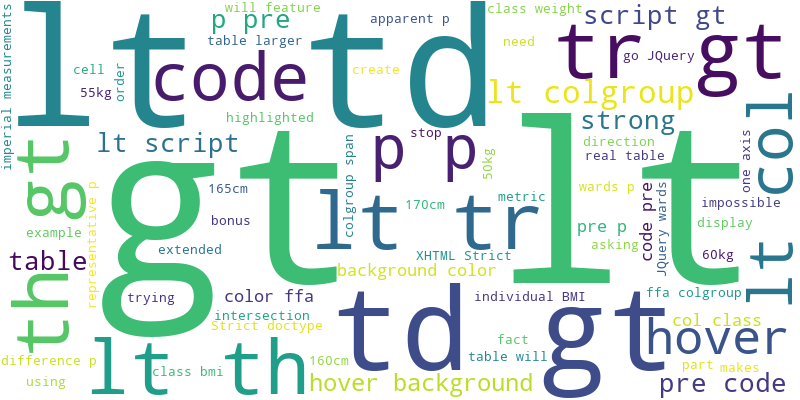 imperial measurements
lt
p pre
will feature
table larger
td
apparent p
class weight
script gt
tr
gt
go JQuery
need
cell
55kg
order
code
create
lt colgroup
highlighted
strong
lt script
gt
p p
stop
direction
real table
one axis
lt col
th
gt
lt
colgroup span
50kg
165cm
lt tr
170cm
metric
wards p
impossible
example
representative p
bonus
pre p
asking
code pre
JQuery wards
display
table
extended
XHTML Strict
60kg
background color
trying
color ffa
td gt
individual BMI
ffa colgroup
intersection
Strict doctype
col class
hover
fact
difference p
lt th
160cm
table will
part
makes
using
class bmi
hover background
pre code